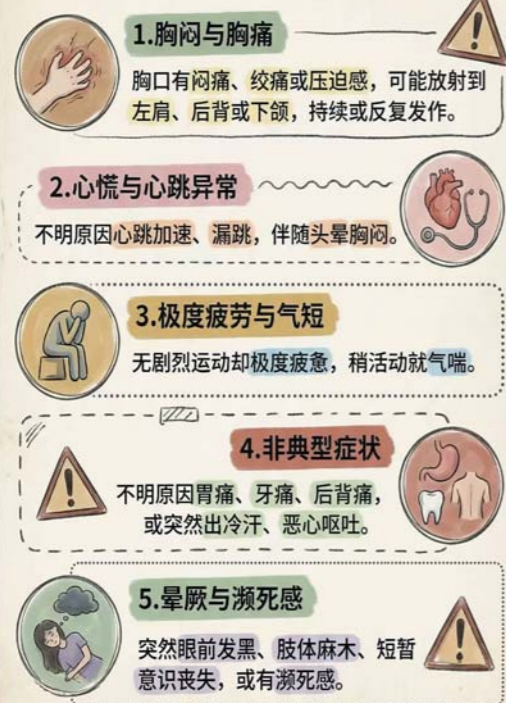 1.胸闷与胸痛
胸口有闷痛、绞痛或压迫感，可能放射到
左肩、后背或下颌，持续或反复发作。
2.心慌与心跳异常
不明原因心跳加速、漏跳，伴随头晕胸闷。
3.极度疲劳与气短
无剧烈运动却极度疲惫，稍活动就气喘。
4.非典型症状
不明原因胃痛、牙痛、后背痛，
或突然出冷汗、恶心呕吐。
5.晕厥与濒死感
突然眼前发黑、肢体麻木、短暂
意识丧失，或有濒死感。